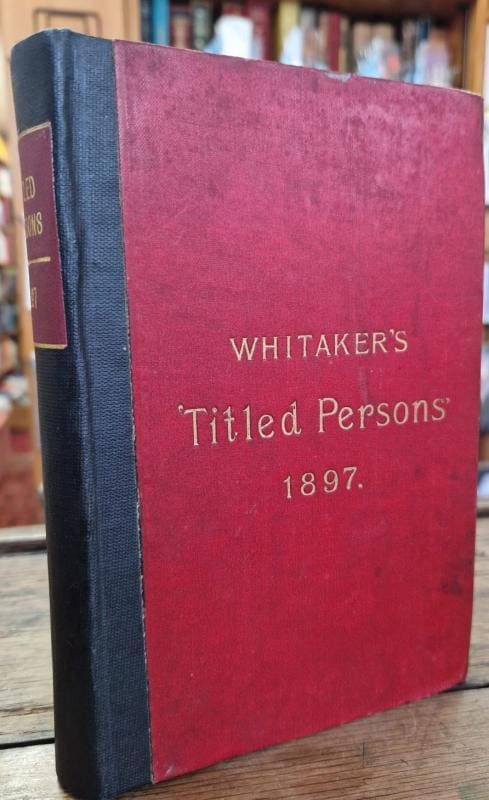 WHITAKER'S
'Titled Persons'
1897.